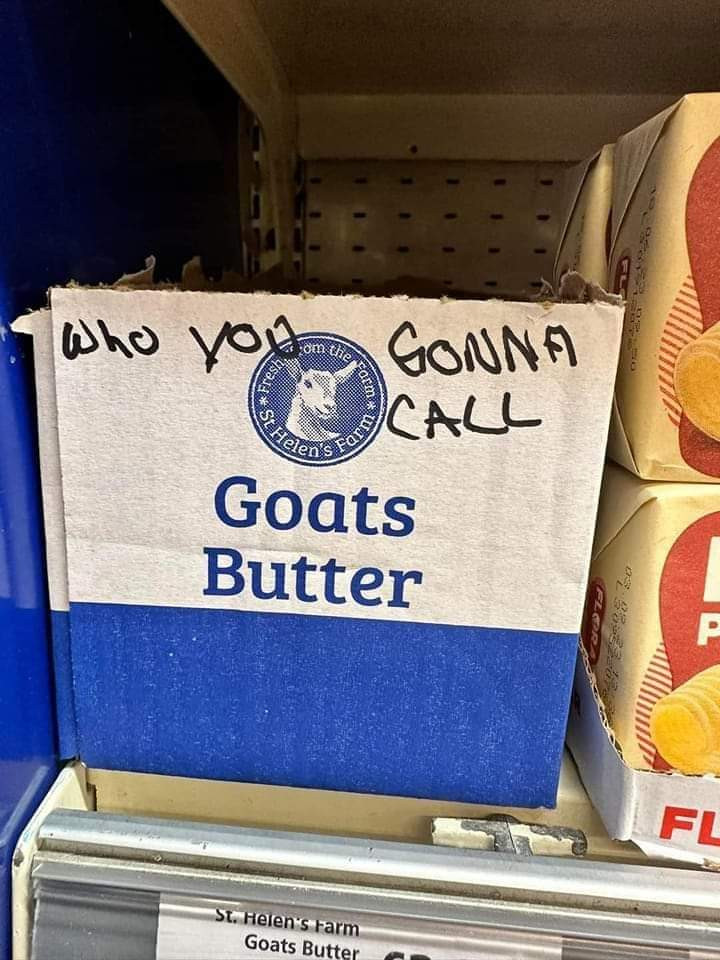 WhO YOU GONNA
CALL
Fresh from the Farm
St Helen's Farm
Goats
Butter
FLORA
P
FL
St. Helen's Farm
Goats Butter